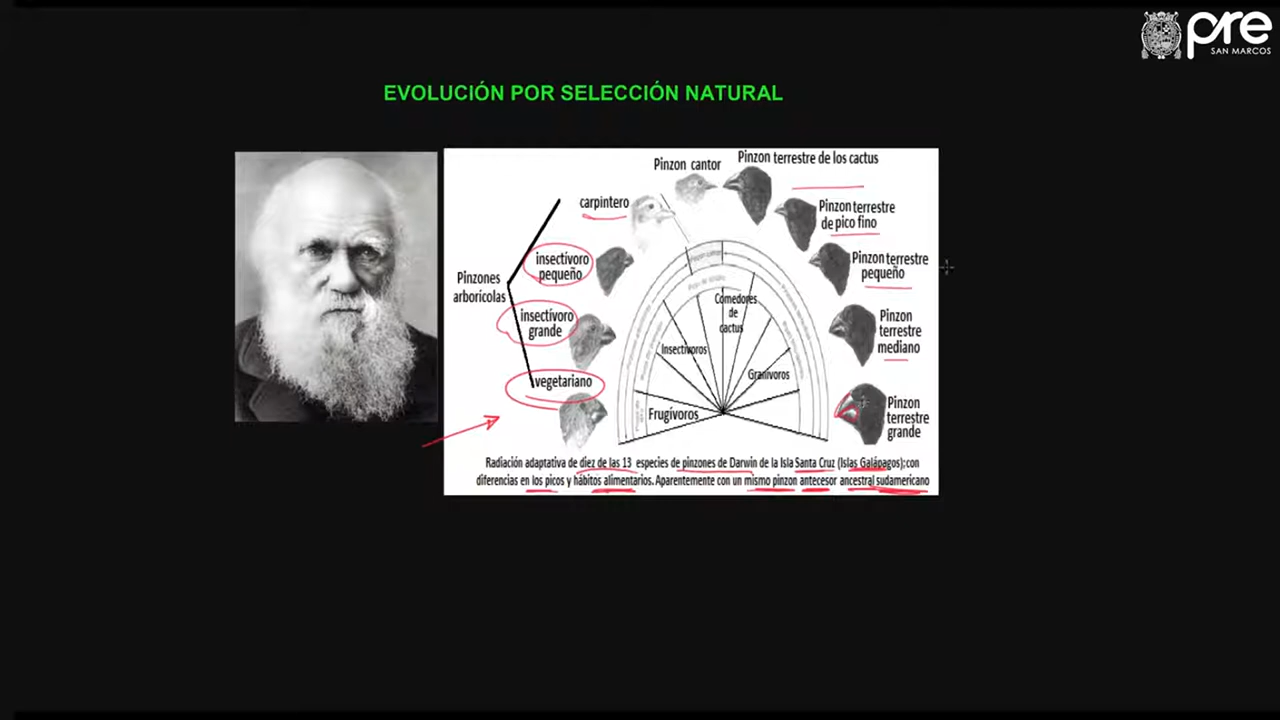 pre
SAN MARCOS
EVOLUCIÓN POR SELECCIÓN NATURAL
Pinzon cantor
Pinzon terrestre de los cactus
carpintero
Pinzon terrestre
de pico fino
insectívoro
pequeño
Pinzon terrestre
pequeño
Pinzones
arborícolas
insectívoro
grande
Pinzon
terrestre
mediano
vegetariano
Pinzon
terrestre
grande
Comedores
de
cactus
Insectívoros
Granívoros
Frugívoros
Radiación adaptativa de diez de las 13 especies de pinzones de Darwin de la Isla Santa Cruz (Islas Galápagos);con
diferencias en los picos y hábitos alimentarios. Aparentemente con un mismo pinzon antecesor ancestral sudamericano